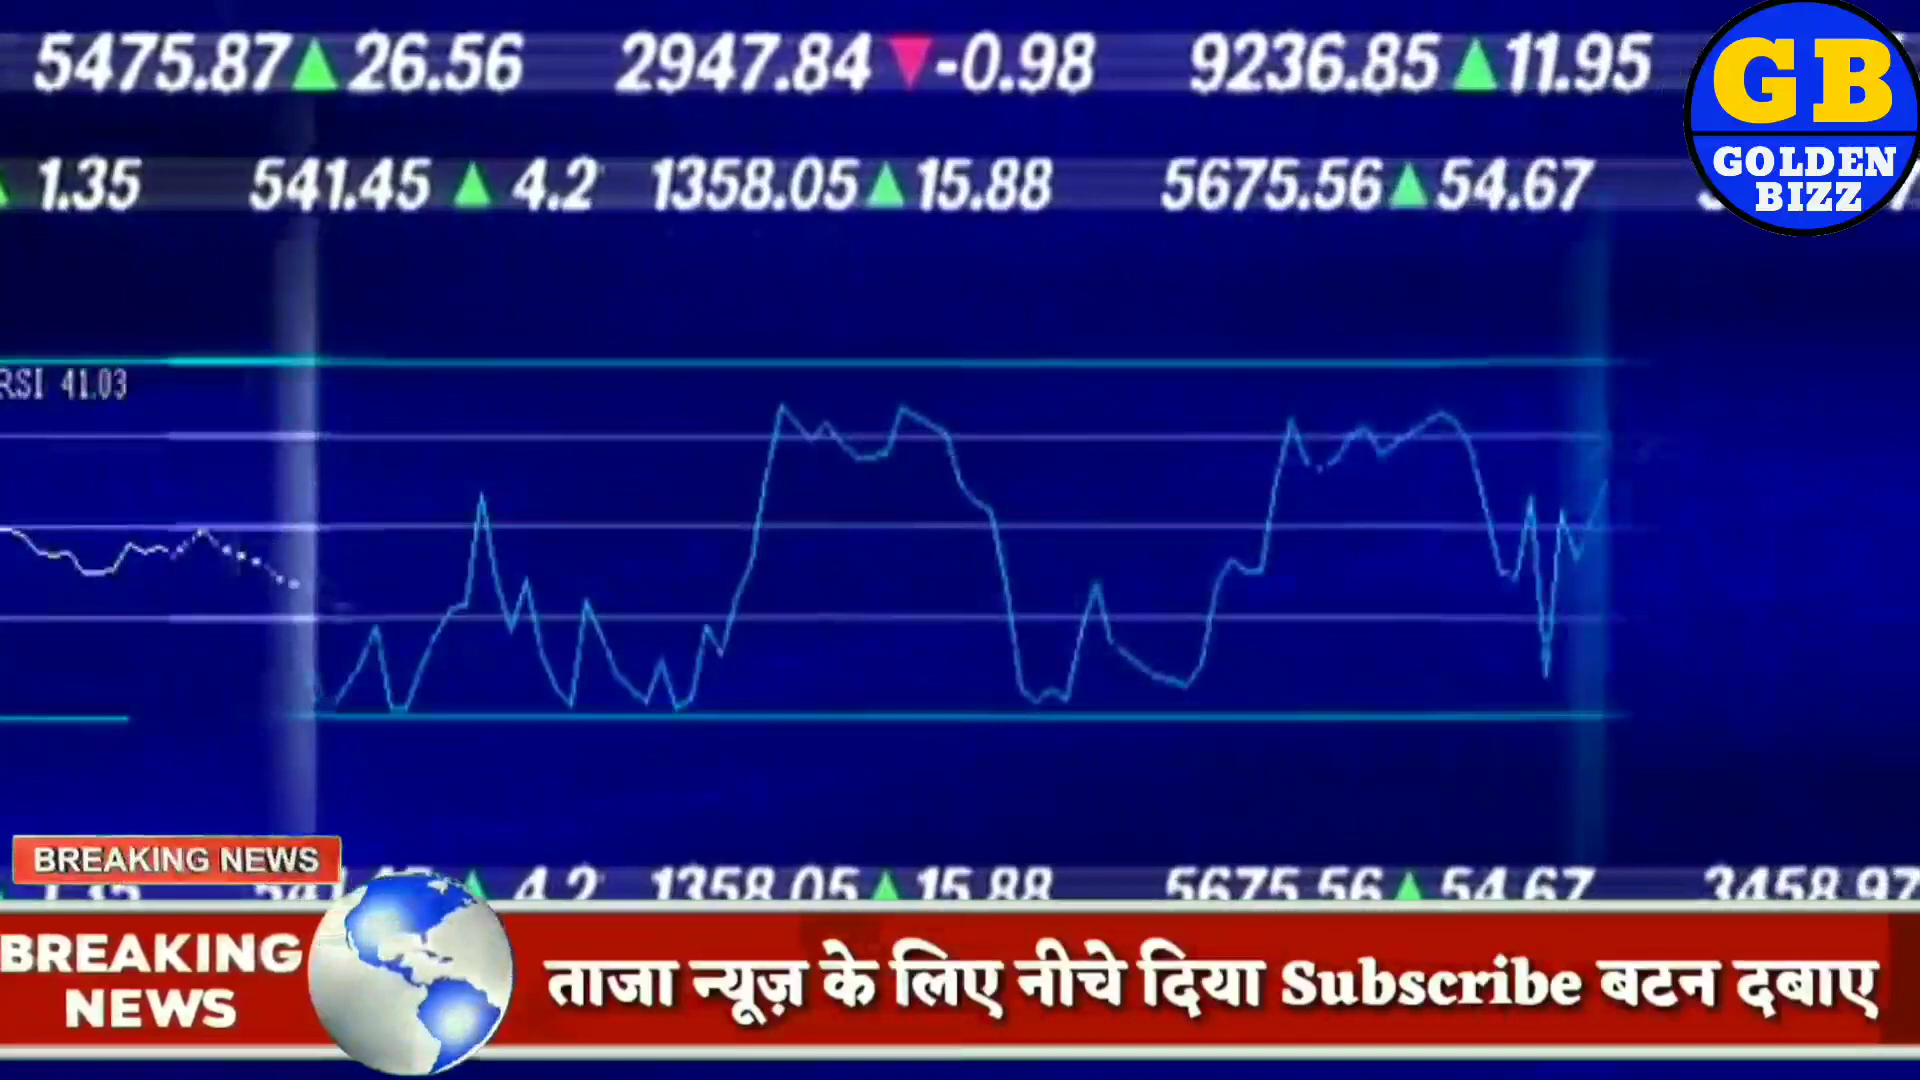 5475.87▲26.56 2947.84▼-0.98 9236.85▲11.95
▲ 1.35 541.45 ▲ 4.2 1358.05▲15.88 5675.56▲54.67
GB
GOLDEN
BIZZ
RSI 41.03
BREAKING NEWS
4.2 1358.05▲15.88 5675.56▲54.67 3458.97
BREAKING
NEWS
ताजा न्यूज़ के लिए नीचे दिया Subscribe बटन दबाए